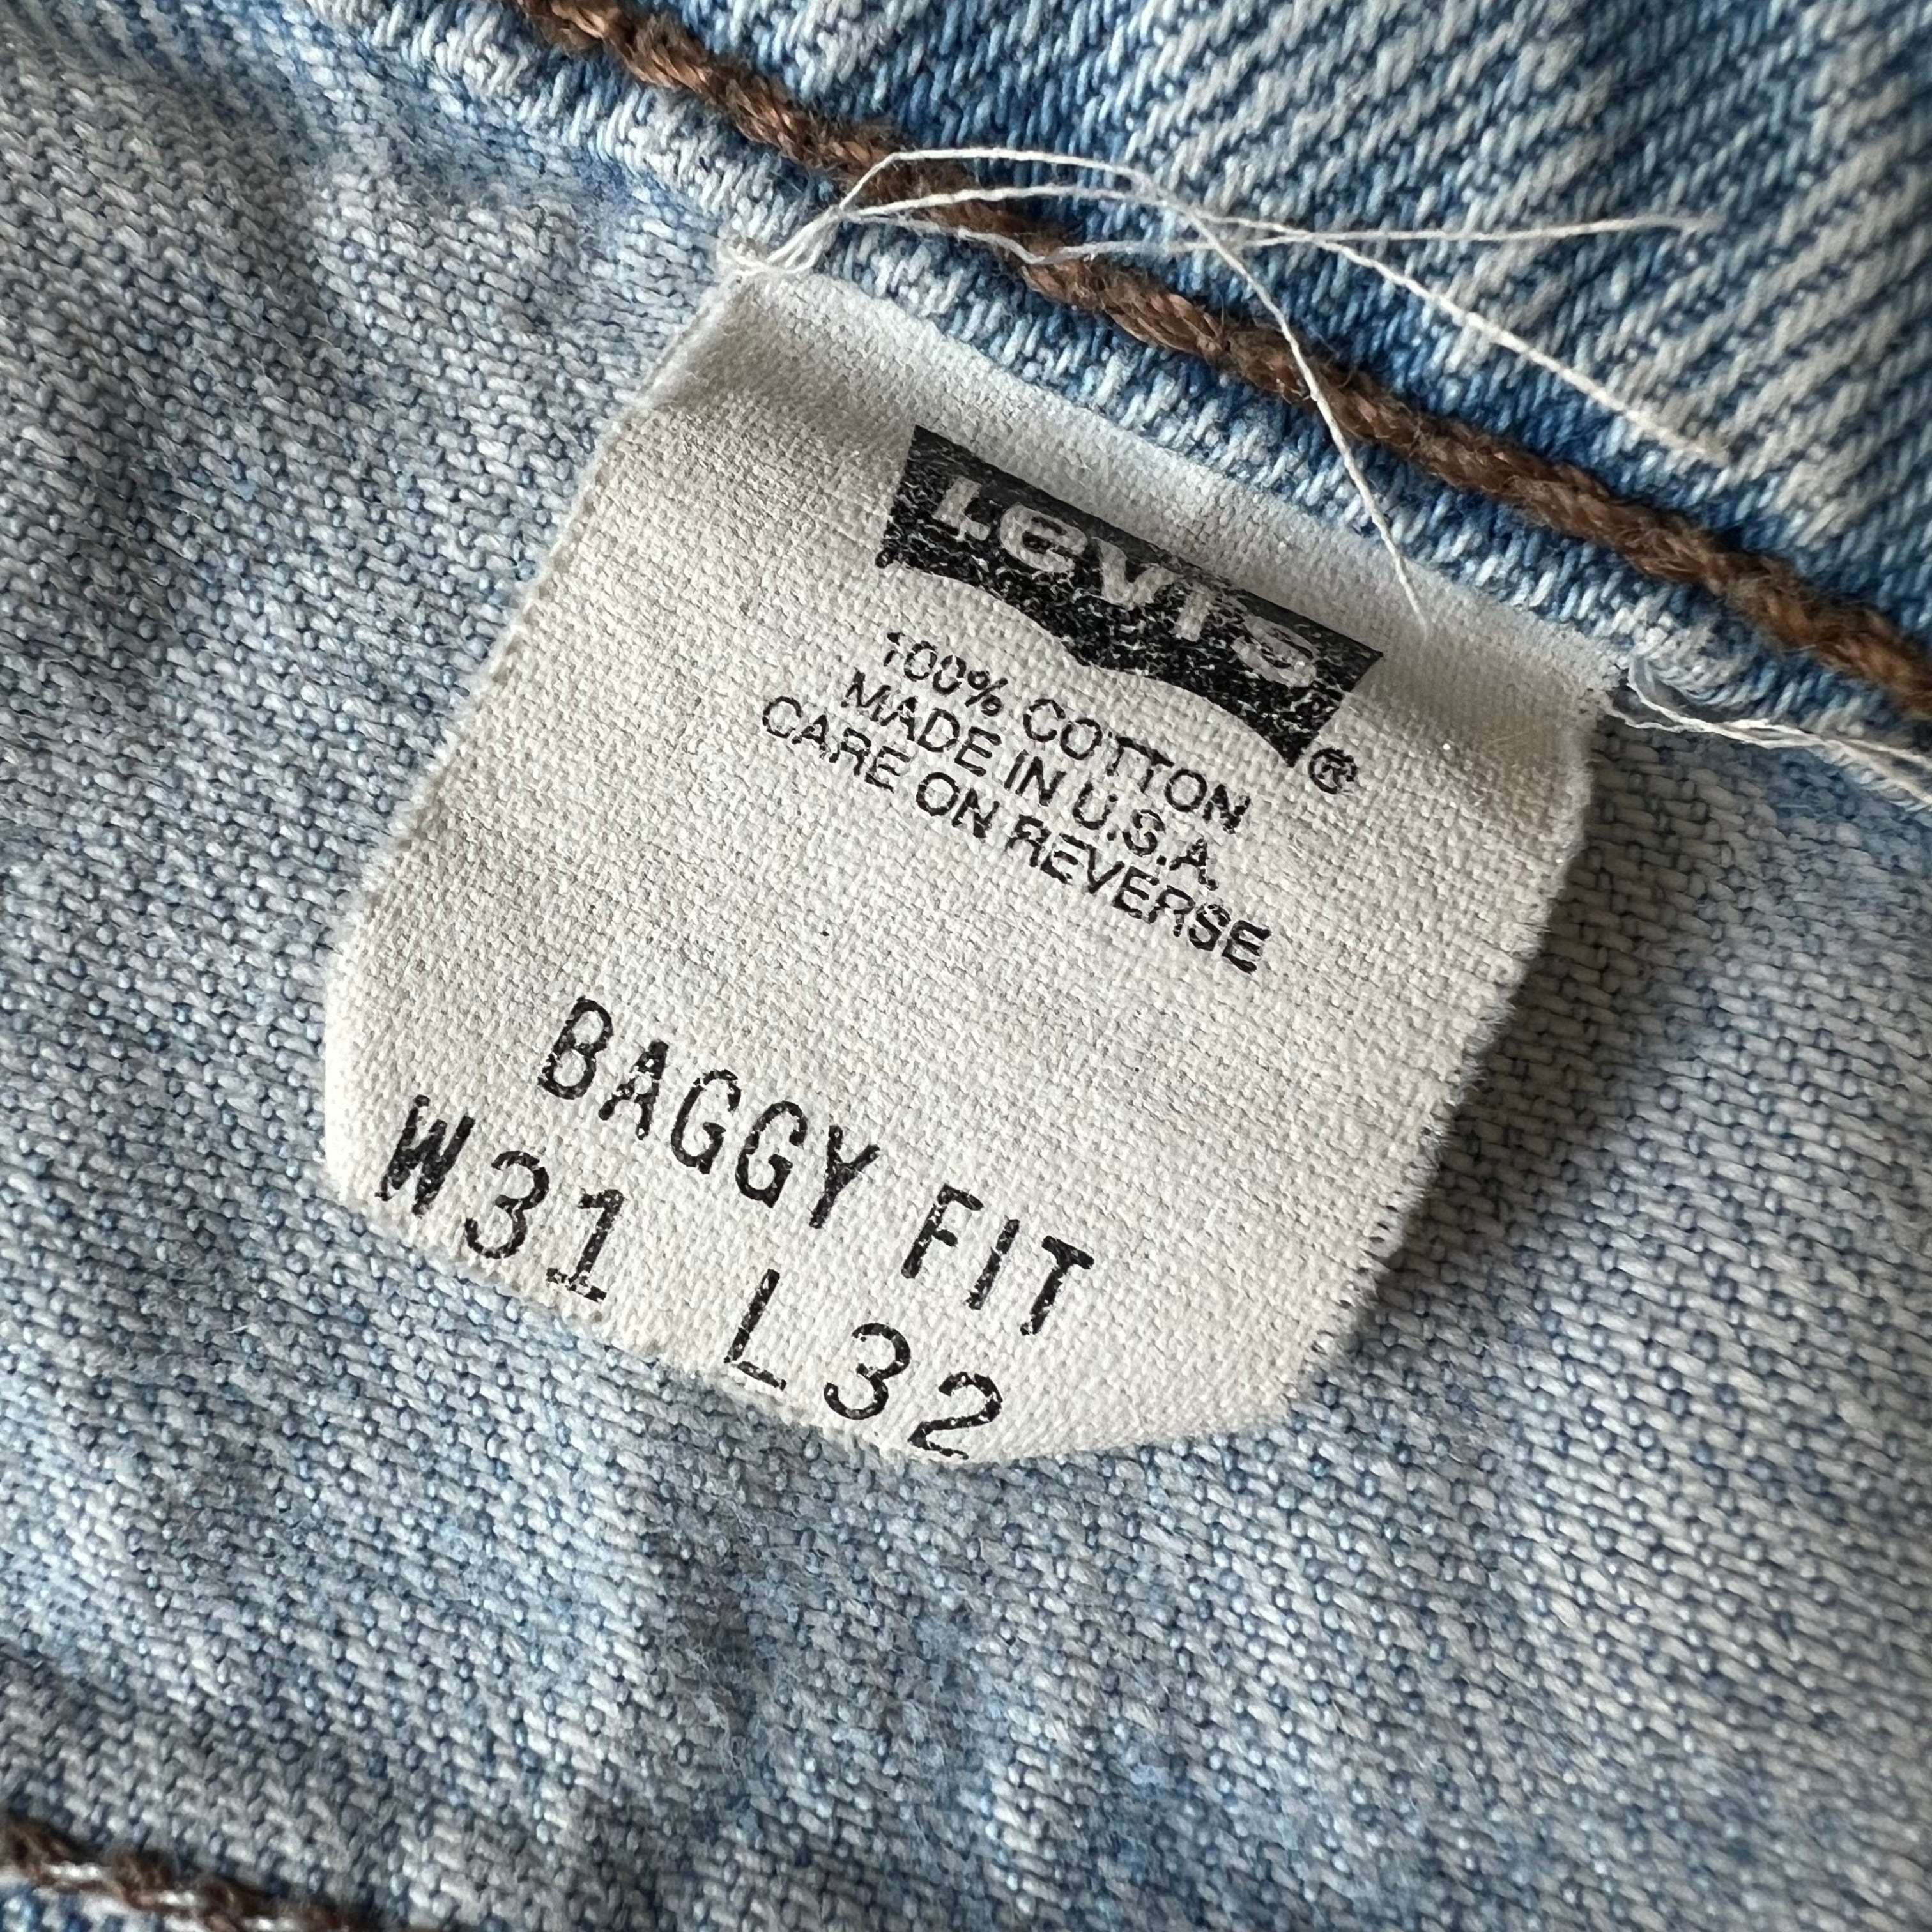 Levi's ®
100% COTTON
MADE IN U.S.A.
CARE ON REVERSE
BAGGY FIT
W31 L32